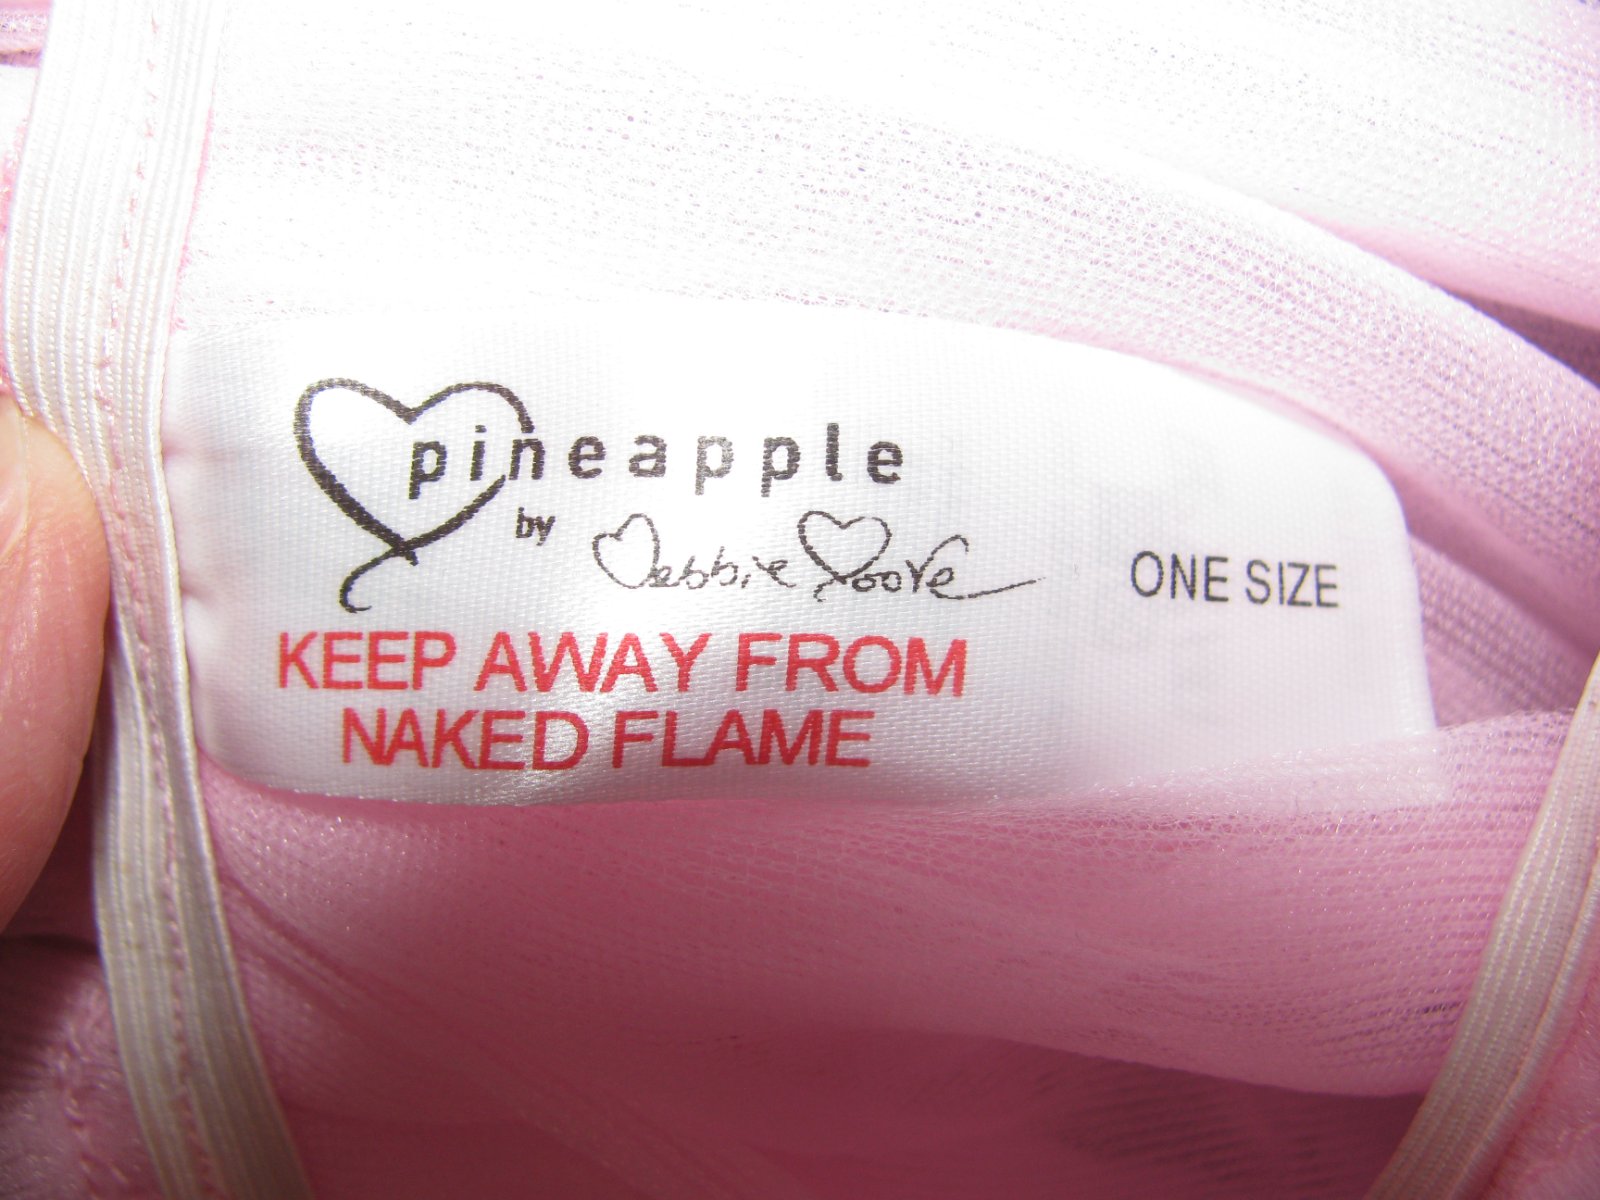 pineapple
by Debbie Moore
ONE SIZE
KEEP AWAY FROM
NAKED FLAME